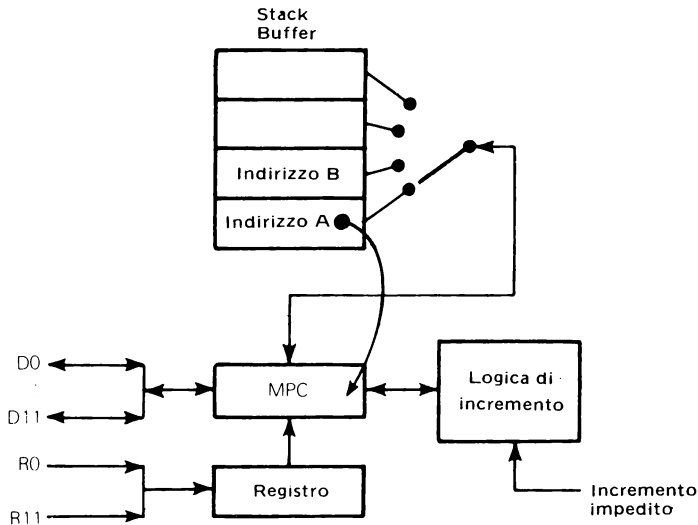 Stack
Buffer
Indirizzo B
Indirizzo A
D0
D11
MPC
Logica di
incremento
R0
R11
Registro
Incremento
impedito